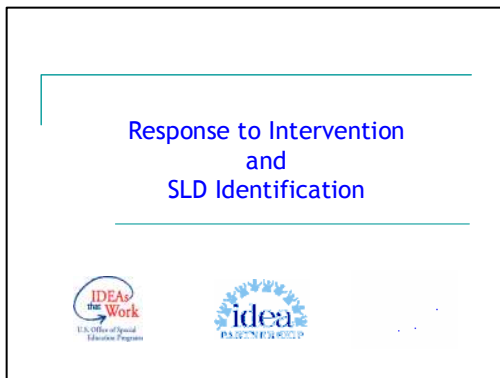 Response to Intervention
and
SLD Identification
IDEAs
that Work
U.S. Office of Special
Education Programs
idea
PARTNERSHIP